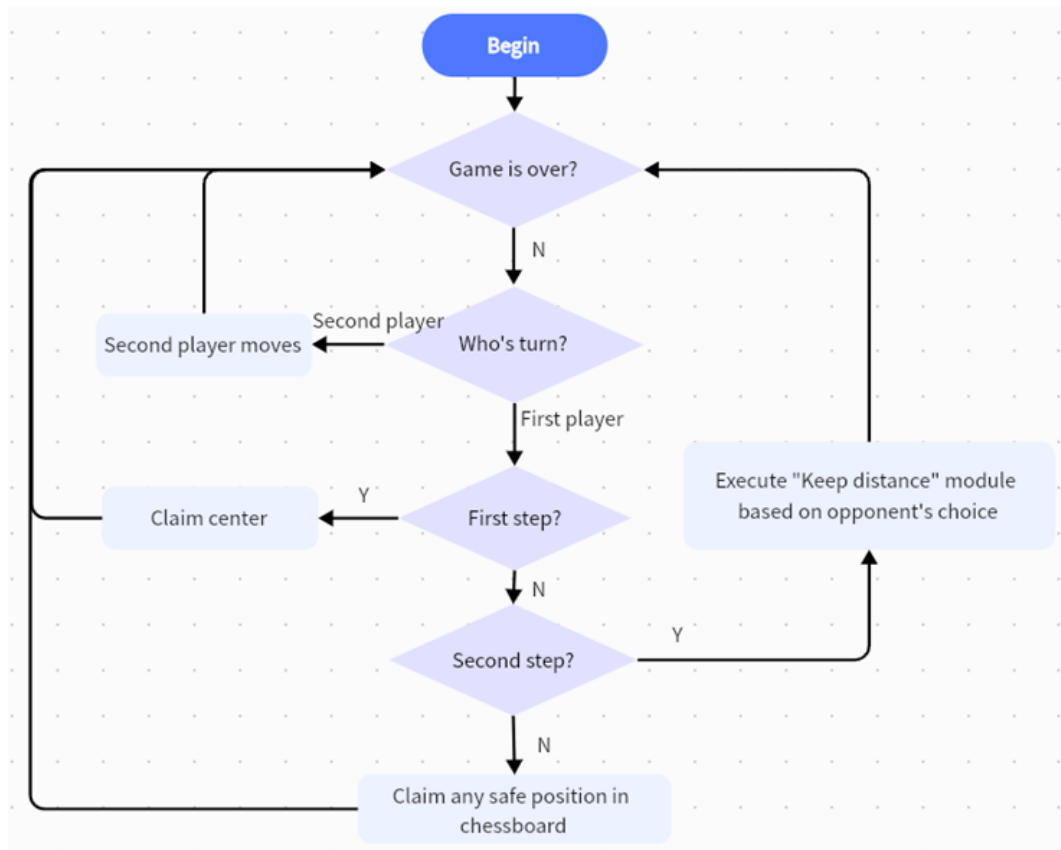 Begin
Game is over?
N
Second player
Second player moves
Who's turn?
First player
Execute "Keep distance" module
based on opponent's choice
Y
Claim center
First step?
N
Y
Second step?
N
Claim any safe position in
chessboard